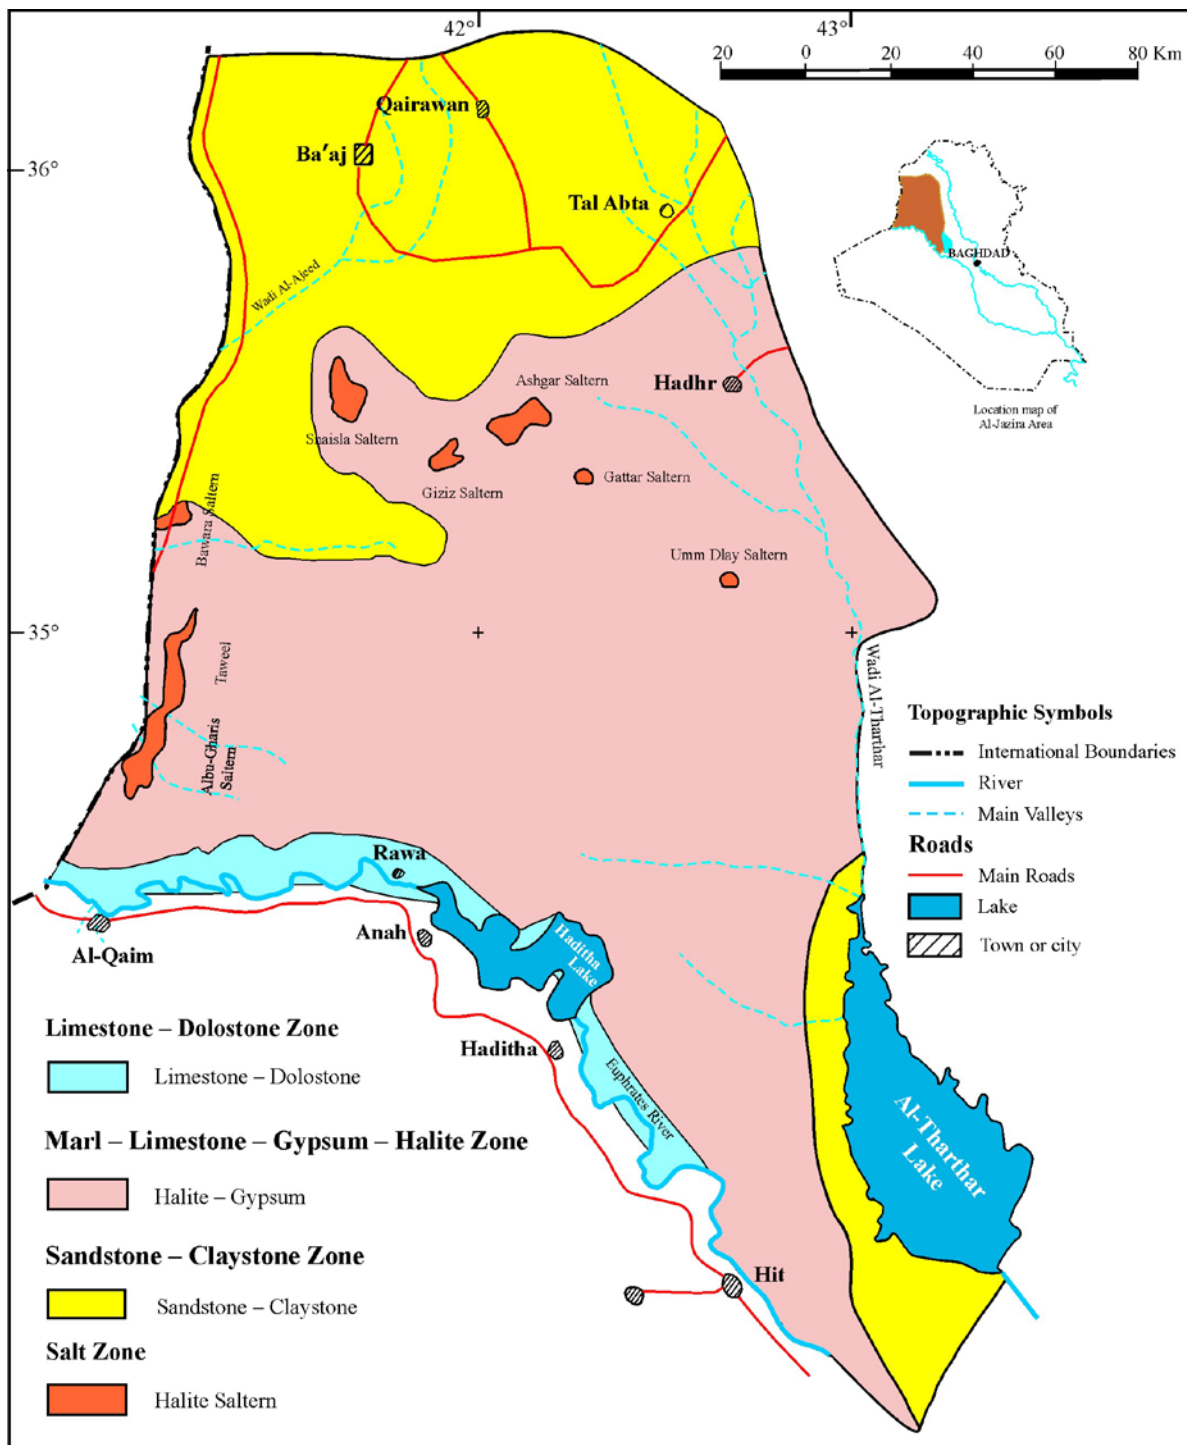 42°
43°
20 0 20 40 60 80 Km
36°
35°
Qairawan
Ba'aj
Tal Abta
Wadi Al-Ajeed
BAGHDAD
Location map of
Al-Jazira Area
Ashgar Saltern
Hadhr
Shaisla Saltern
Giziz Saltern
Gattar Saltern
Bawara Saltern
Umm Dlay Saltern
Taweel
Albu-Gharis
Saltern
Wadi Al-Tharthar
Topographic Symbols
International Boundaries
River
Main Valleys
Roads
Main Roads
Lake
Town or city
Rawa
Anah
Al-Qaim
Haditha
Lake
Haditha
Euphrates River
Al-Tharthar
Lake
Hit
Limestone – Dolostone Zone
Limestone – Dolostone
Marl – Limestone – Gypsum – Halite Zone
Halite – Gypsum
Sandstone – Claystone Zone
Sandstone – Claystone
Salt Zone
Halite Saltern